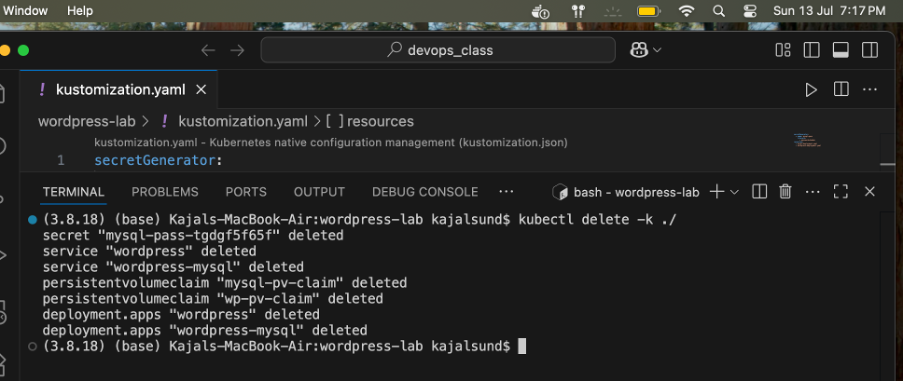 Window Help Sun 13 Jul 7:17 PM
devops_class
! kustomization.yaml ×
wordpress-lab > ! kustomization.yaml > [ ] resources
kustomization.yaml - Kubernetes native configuration management (kustomization.json)
1 secretGenerator:
TERMINAL PROBLEMS PORTS OUTPUT DEBUG CONSOLE ··· bash - wordpress-lab
(3.8.18) (base) Kajals-MacBook-Air:wordpress-lab kajalsund$ kubectl delete -k ./
secret "mysql-pass-tgdgf5f65f" deleted
service "wordpress" deleted
service "wordpress-mysql" deleted
persistentvolumeclaim "mysql-pv-claim" deleted
persistentvolumeclaim "wp-pv-claim" deleted
deployment.apps "wordpress" deleted
deployment.apps "wordpress-mysql" deleted
(3.8.18) (base) Kajals-MacBook-Air:wordpress-lab kajalsund$